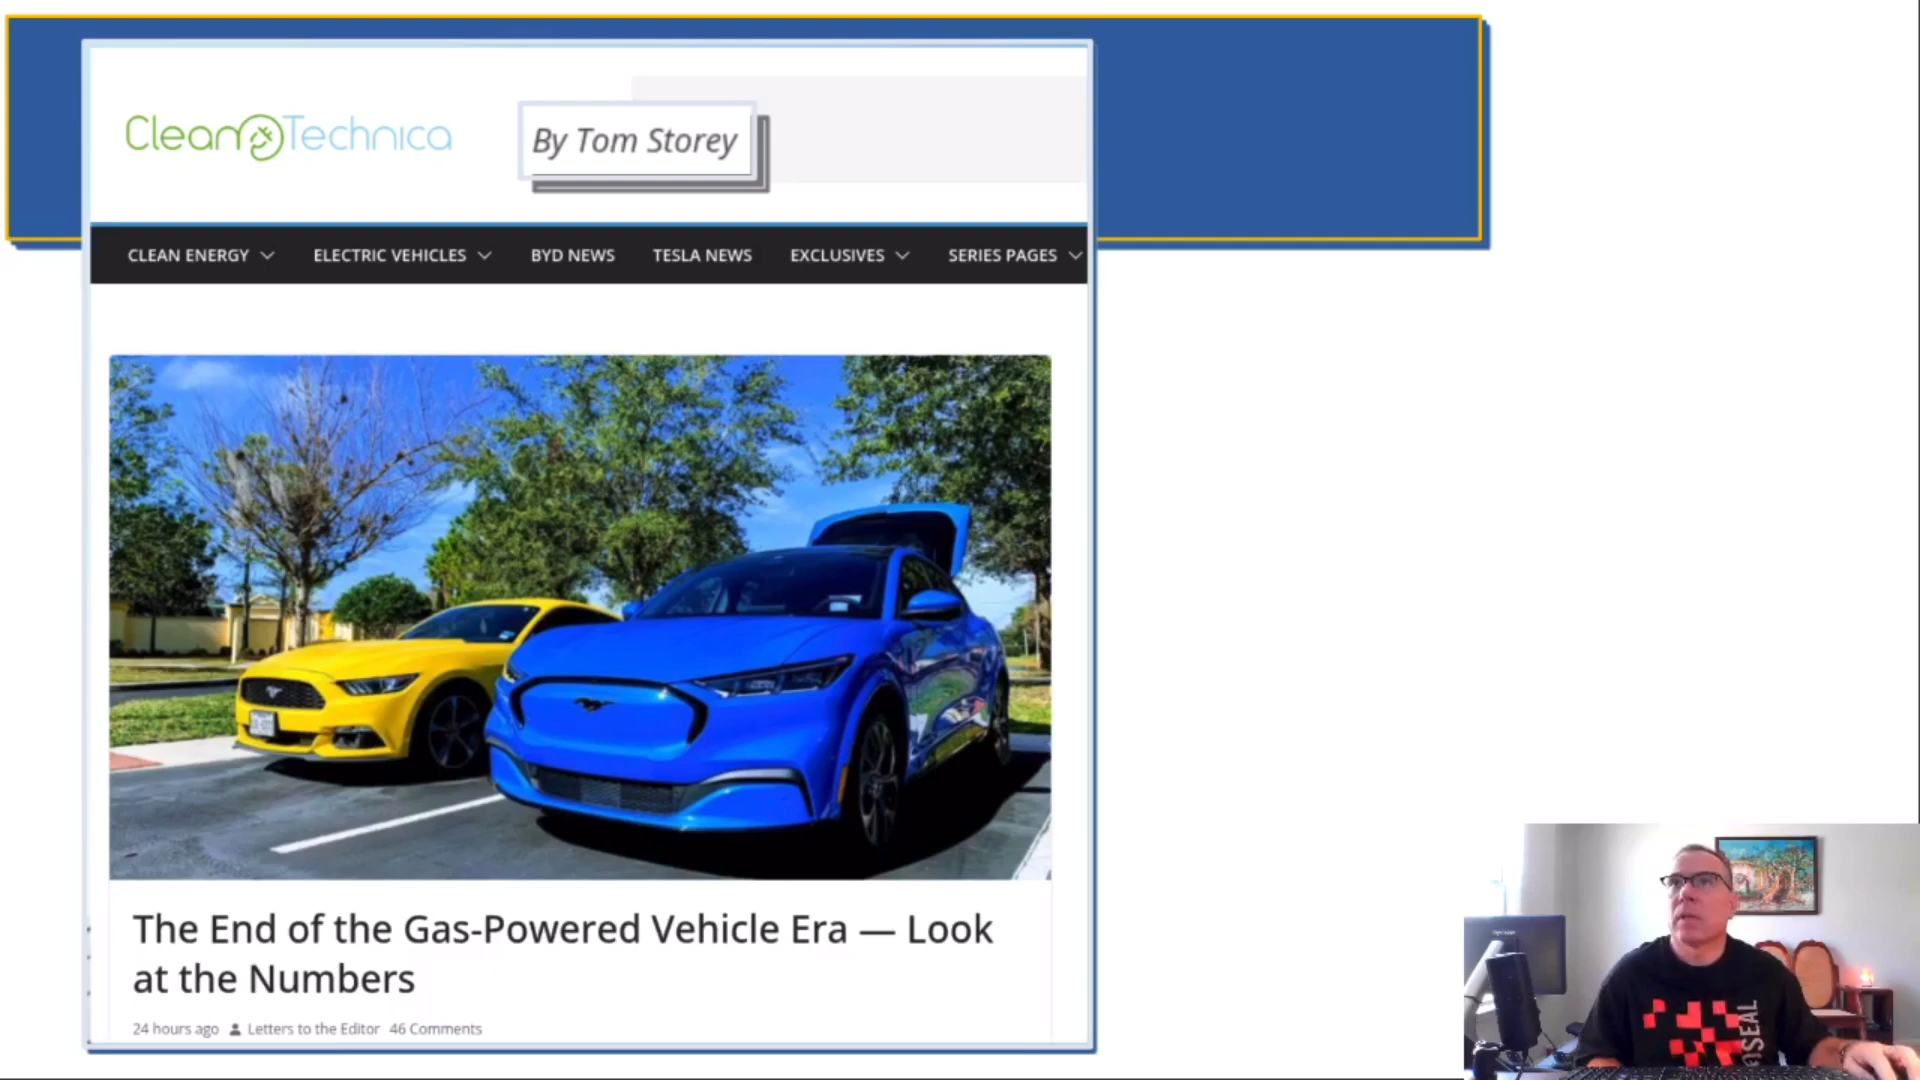 CleanTechnica
By Tom Storey
CLEAN ENERGY ELECTRIC VEHICLES BYD NEWS TESLA NEWS EXCLUSIVES SERIES PAGES
The End of the Gas-Powered Vehicle Era — Look
at the Numbers
24 hours ago Letters to the Editor 46 Comments